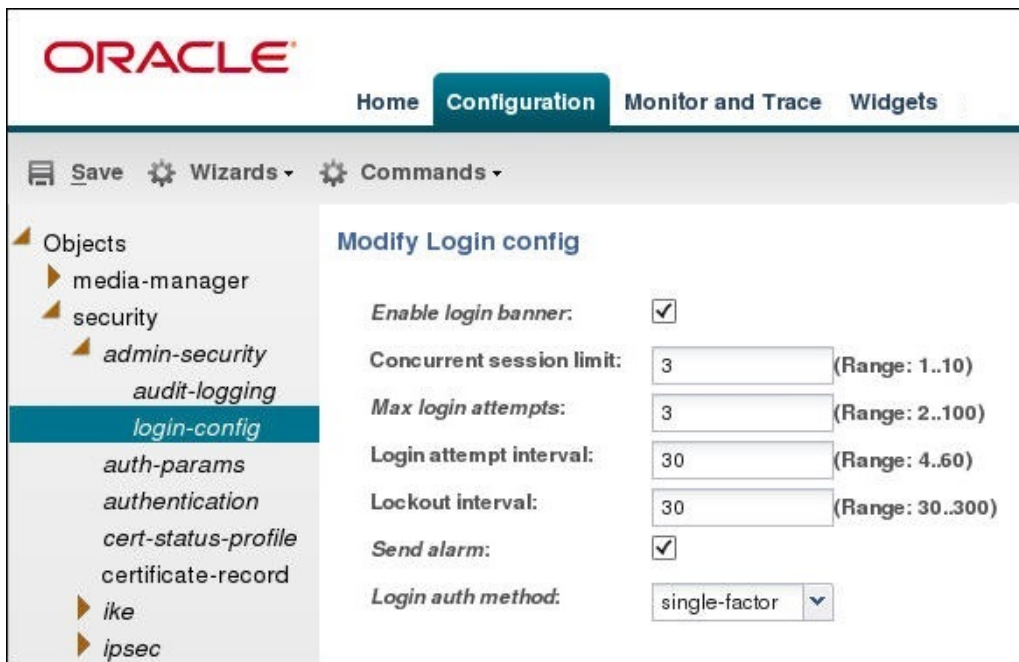 ORACLE
Home Configuration Monitor and Trace Widgets
Save Wizards Commands
Objects
media-manager
security
admin-security
audit-logging
login-config
auth-params
authentication
cert-status-profile
certificate-record
ike
ipsec
Modify Login config
Enable login banner:
Concurrent session limit: 3 (Range: 1..10)
Max login attempts: 3 (Range: 2..100)
Login attempt interval: 30 (Range: 4..60)
Lockout interval: 30 (Range: 30..300)
Send alarm:
Login auth method: single-factor